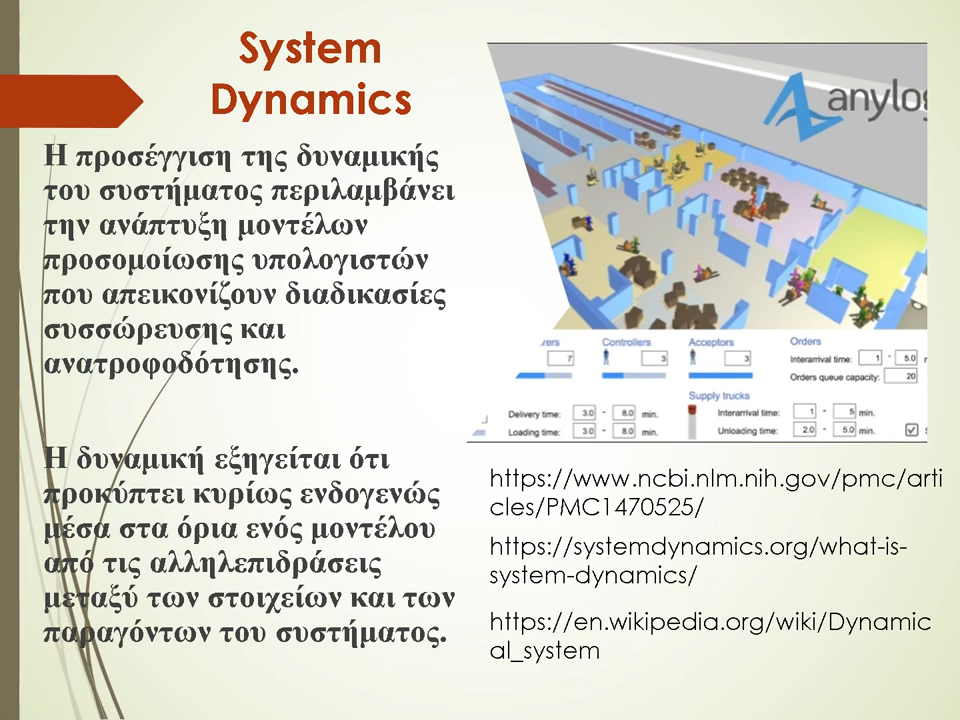 System
Dynamics
Η προσέγγιση της δυναμικής
του συστήματος περιλαμβάνει
την ανάπτυξη μοντέλων
προσομοίωσης υπολογιστών
που απεικονίζουν διαδικασίες
συσσώρευσης και
ανατροφοδότησης.
Η δυναμική εξηγείται ότι
προκύπτει κυρίως ενδογενώς
μέσα στα όρια ενός μοντέλου
από τις αλληλεπιδράσεις
μεταξύ των στοιχείων και των
παραγόντων του συστήματος.
Controllers Acceptors Orders
7 3 3 Interarrival time: 1 - 5.0
Orders queue capacity: 20
Supply trucks
Delivery time: 3.0 - 8.0 min. Interarrival time: 1 - 5 min.
Loading time: 3.0 - 8.0 min. Unloading time: 2.0 - 5.0 min.
https://www.ncbi.nlm.nih.gov/pmc/arti
cles/PMC1470525/
https://systemdynamics.org/what-is-
system-dynamics/
https://en.wikipedia.org/wiki/Dynamic
al_system